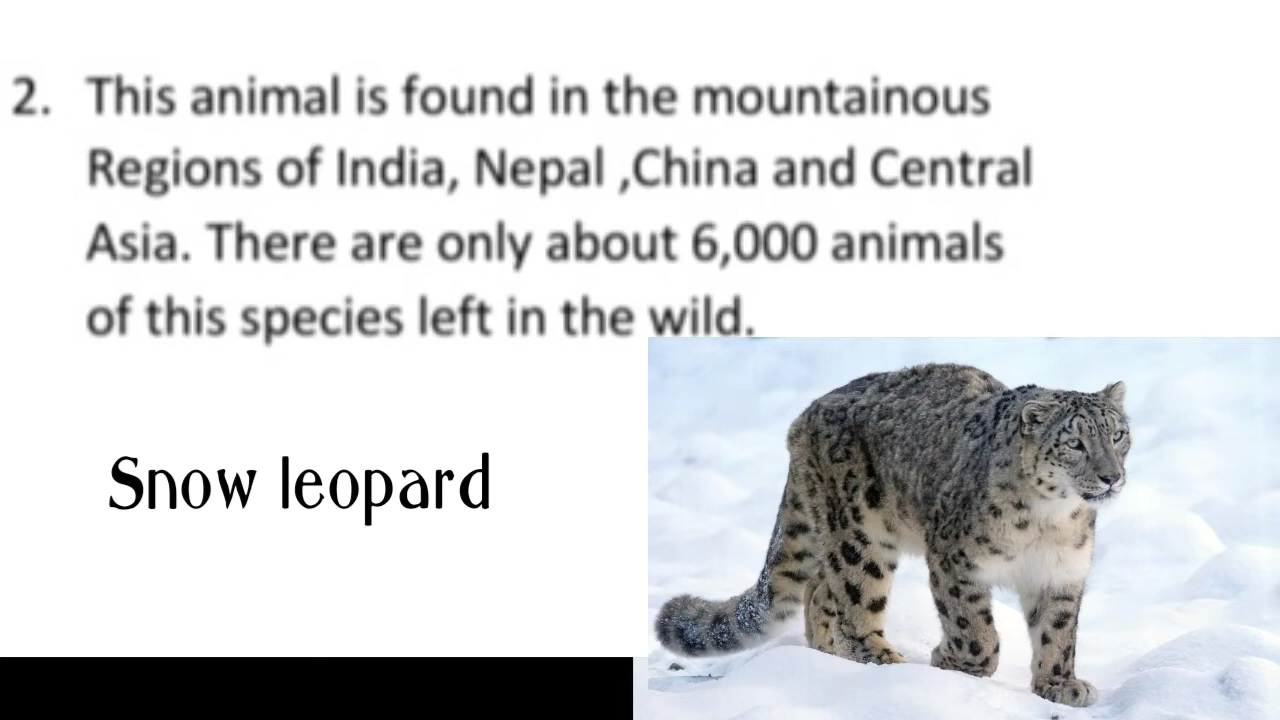 2. This animal is found in the mountainous
Regions of India, Nepal ,China and Central
Asia. There are only about 6,000 animals
of this species left in the wild.
Snow leopard